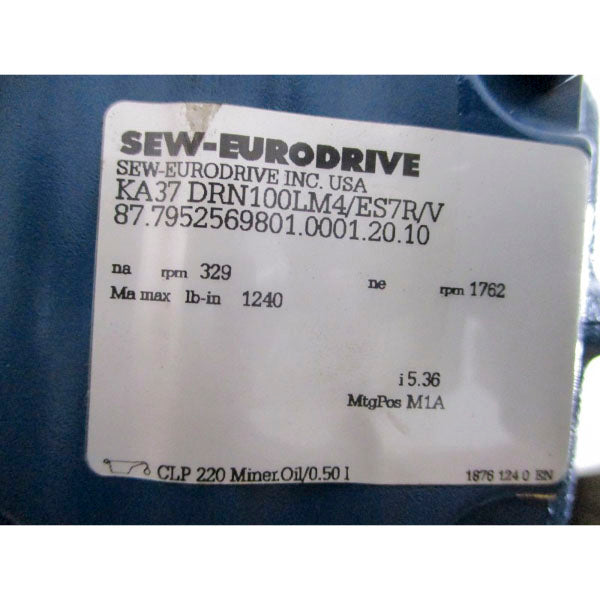 SEW-EURODRIVE
SEW-EURODRIVE INC. USA
KA37 DRN100LM4/ES7R/V
87.7952569801.0001.20.10
na rpm 329 ne rpm 1762
Ma max lb-in 1240
i 5.36
MtgPos M1A
CLP 220 Miner.Oil/0.50 l 1876 124 0 EN